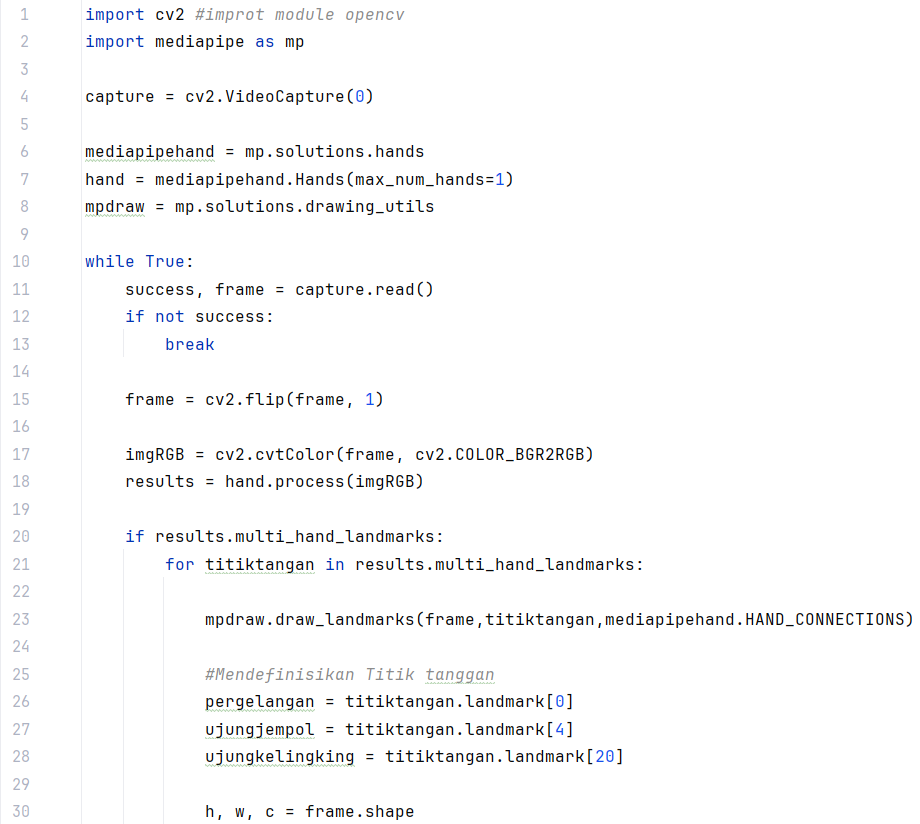 1 import cv2 #improt module opencv
2 import mediapipe as mp
3
4 capture = cv2.VideoCapture(0)
5
6 mediapipehand = mp.solutions.hands
7 hand = mediapipehand.Hands(max_num_hands=1)
8 mpdraw = mp.solutions.drawing_utils
9
10 while True:
11     success, frame = capture.read()
12     if not success:
13         break
14
15     frame = cv2.flip(frame, 1)
16
17     imgRGB = cv2.cvtColor(frame, cv2.COLOR_BGR2RGB)
18     results = hand.process(imgRGB)
19
20     if results.multi_hand_landmarks:
21         for titiktangan in results.multi_hand_landmarks:
22
23             mpdraw.draw_landmarks(frame,titiktangan,mediapipehand.HAND_CONNECTIONS)
24
25             #Mendefinisikan Titik tanggan
26             pergelangan = titiktangan.landmark[0]
27             ujungjempol = titiktangan.landmark[4]
28             ujungkelingking = titiktangan.landmark[20]
29
30             h, w, c = frame.shape